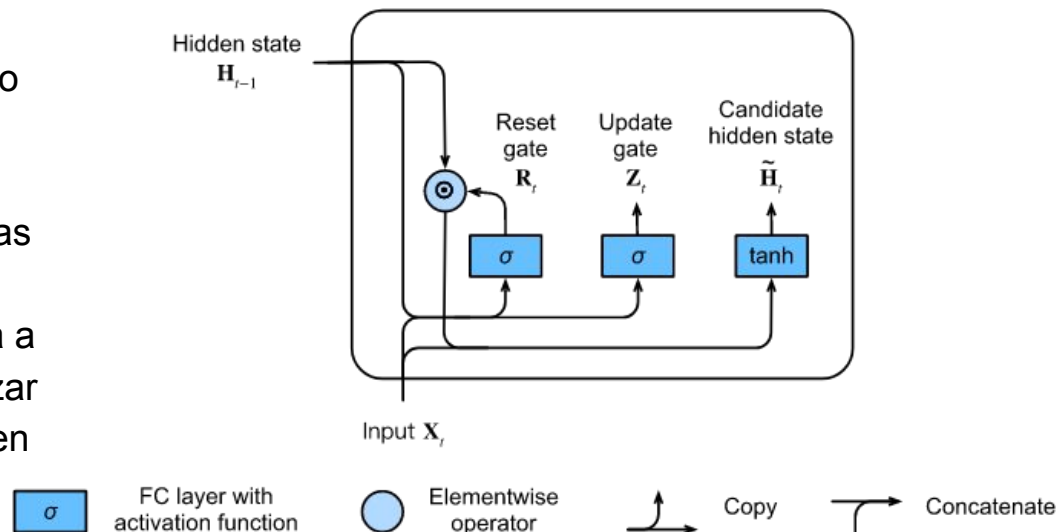 Hidden state
H_{t-1}
o
Reset
gate
R_t
Update
gate
Z_t
Candidate
hidden state
H̃_t
⊙
as
σ
σ
tanh
a
zar
en
Input X_t
σ
FC layer with
activation function
Elementwise
operator
Copy
Concatenate